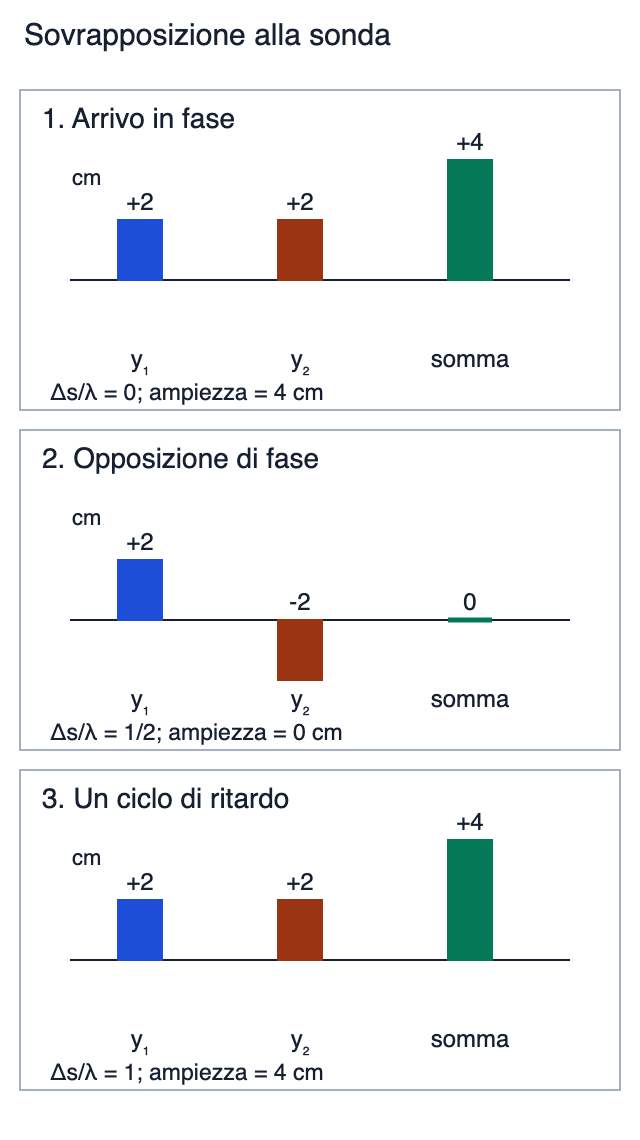 Sovrapposizione alla sonda
1. Arrivo in fase
+4
cm
+2 +2
y₁ y₂ somma
Δs/λ = 0; ampiezza = 4 cm
2. Opposizione di fase
cm
+2
-2 0
y₁ y₂ somma
Δs/λ = 1/2; ampiezza = 0 cm
3. Un ciclo di ritardo
+4
cm
+2 +2
y₁ y₂ somma
Δs/λ = 1; ampiezza = 4 cm